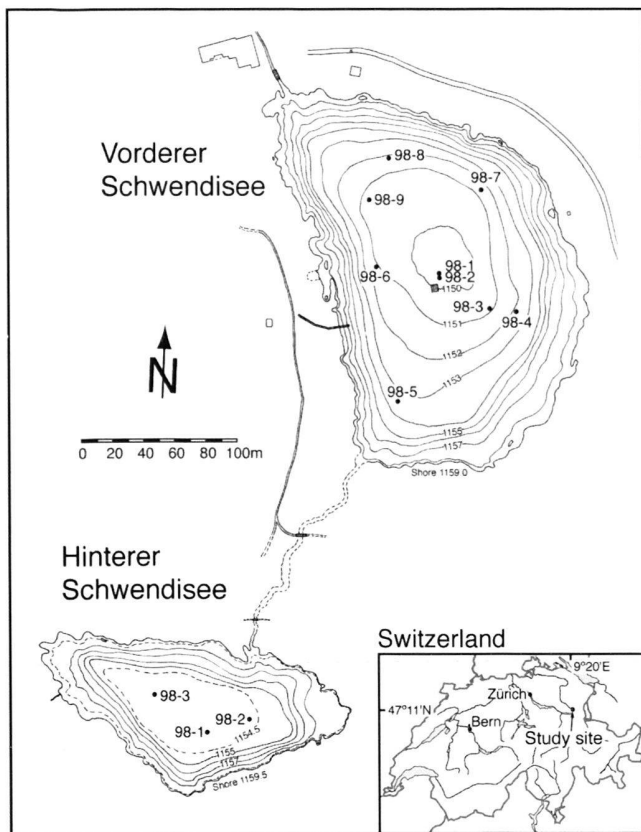 Vorderer
Schwendisee
98-8
98-7
98-9
98-1
98-6
98-2
1150
98-3
98-4
1151
N
1152
1153
98-5
1155
0 20 40 60 80 100m
1157
Shore 1159.0
Hinterer
Schwendisee
98-3
98-2
98-1
1154.5
1155
1157
Shore 1159.5
Switzerland
9°20'E
Zürich
47°11'N
Bern
Study site